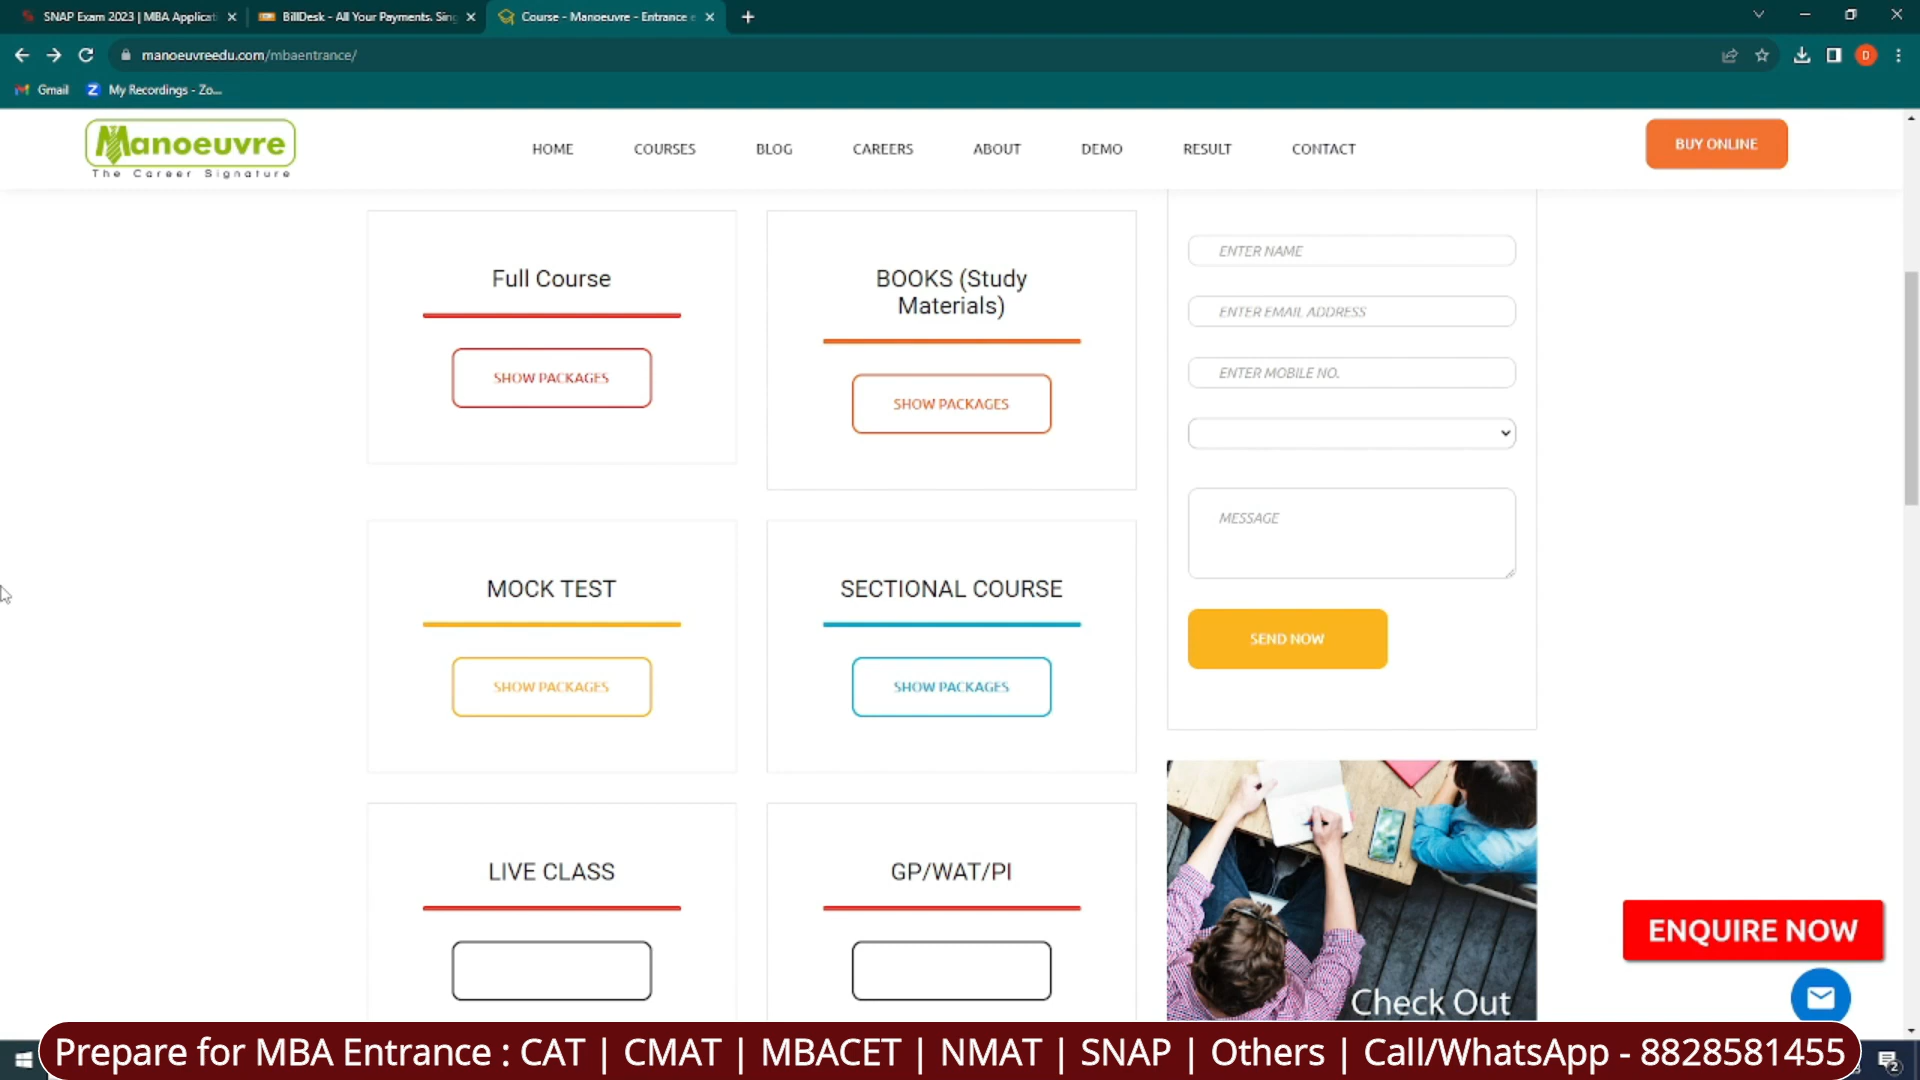 SNAP Exam 2023 | MBA Applicati
BillDesk - All Your Payments. Sing
Course - Manoeuvre - Entrance e
manoeuvreedu.com/mbaentrance/
D
Gmail
My Recordings - Zo...
Manoeuvre
The Career Signature
HOME
COURSES
BLOG
CAREERS
ABOUT
DEMO
RESULT
CONTACT
BUY ONLINE
Full Course
SHOW PACKAGES
BOOKS (Study
Materials)
SHOW PACKAGES
ENTER NAME
ENTER EMAIL ADDRESS
ENTER MOBILE NO.
MESSAGE
SEND NOW
MOCK TEST
SHOW PACKAGES
SECTIONAL COURSE
SHOW PACKAGES
LIVE CLASS
GP/WAT/PI
Check Out
ENQUIRE NOW
Prepare for MBA Entrance : CAT | CMAT | MBACET | NMAT | SNAP | Others | Call/WhatsApp - 8828581455
2